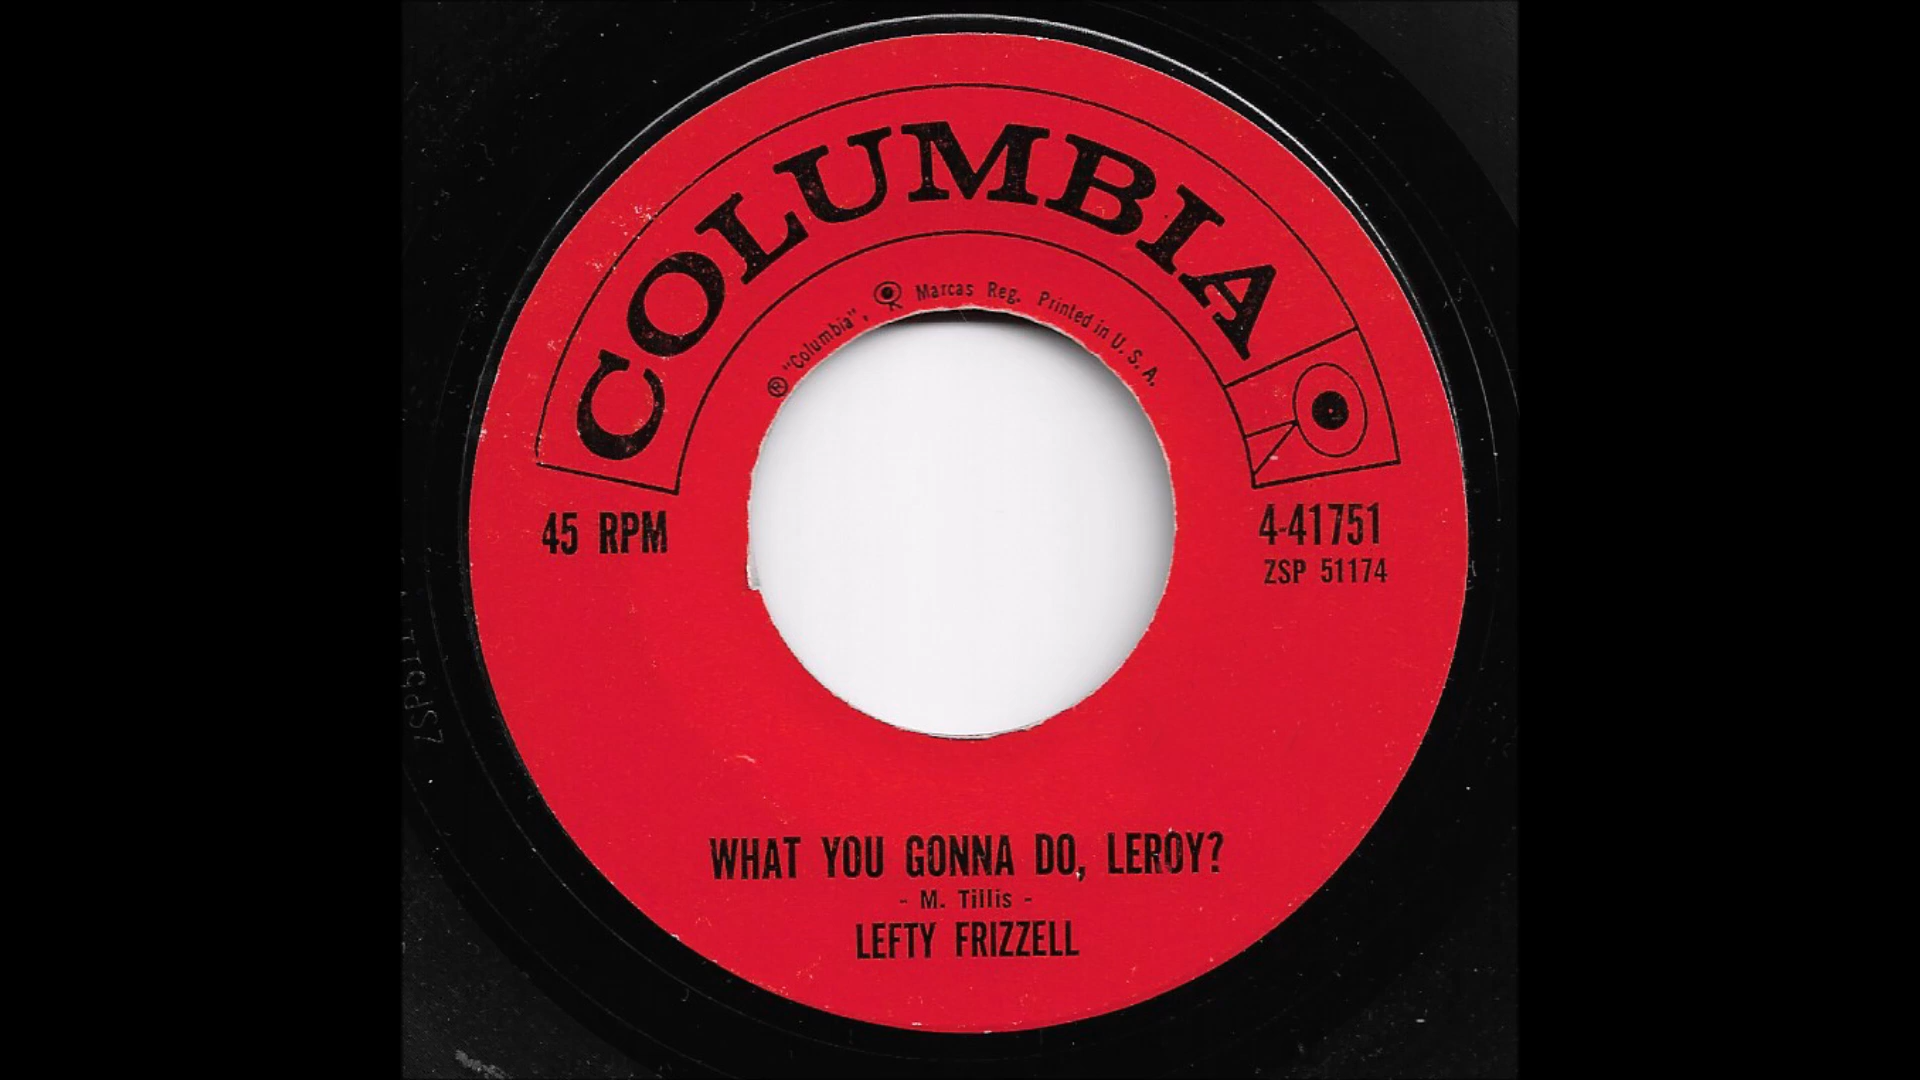 COLUMBIA
® "Columbia", Marcas Reg. Printed in U. S. A.
45 RPM
4-41751
ZSP 51174
WHAT YOU GONNA DO, LEROY?
- M. Tillis -
LEFTY FRIZZELL